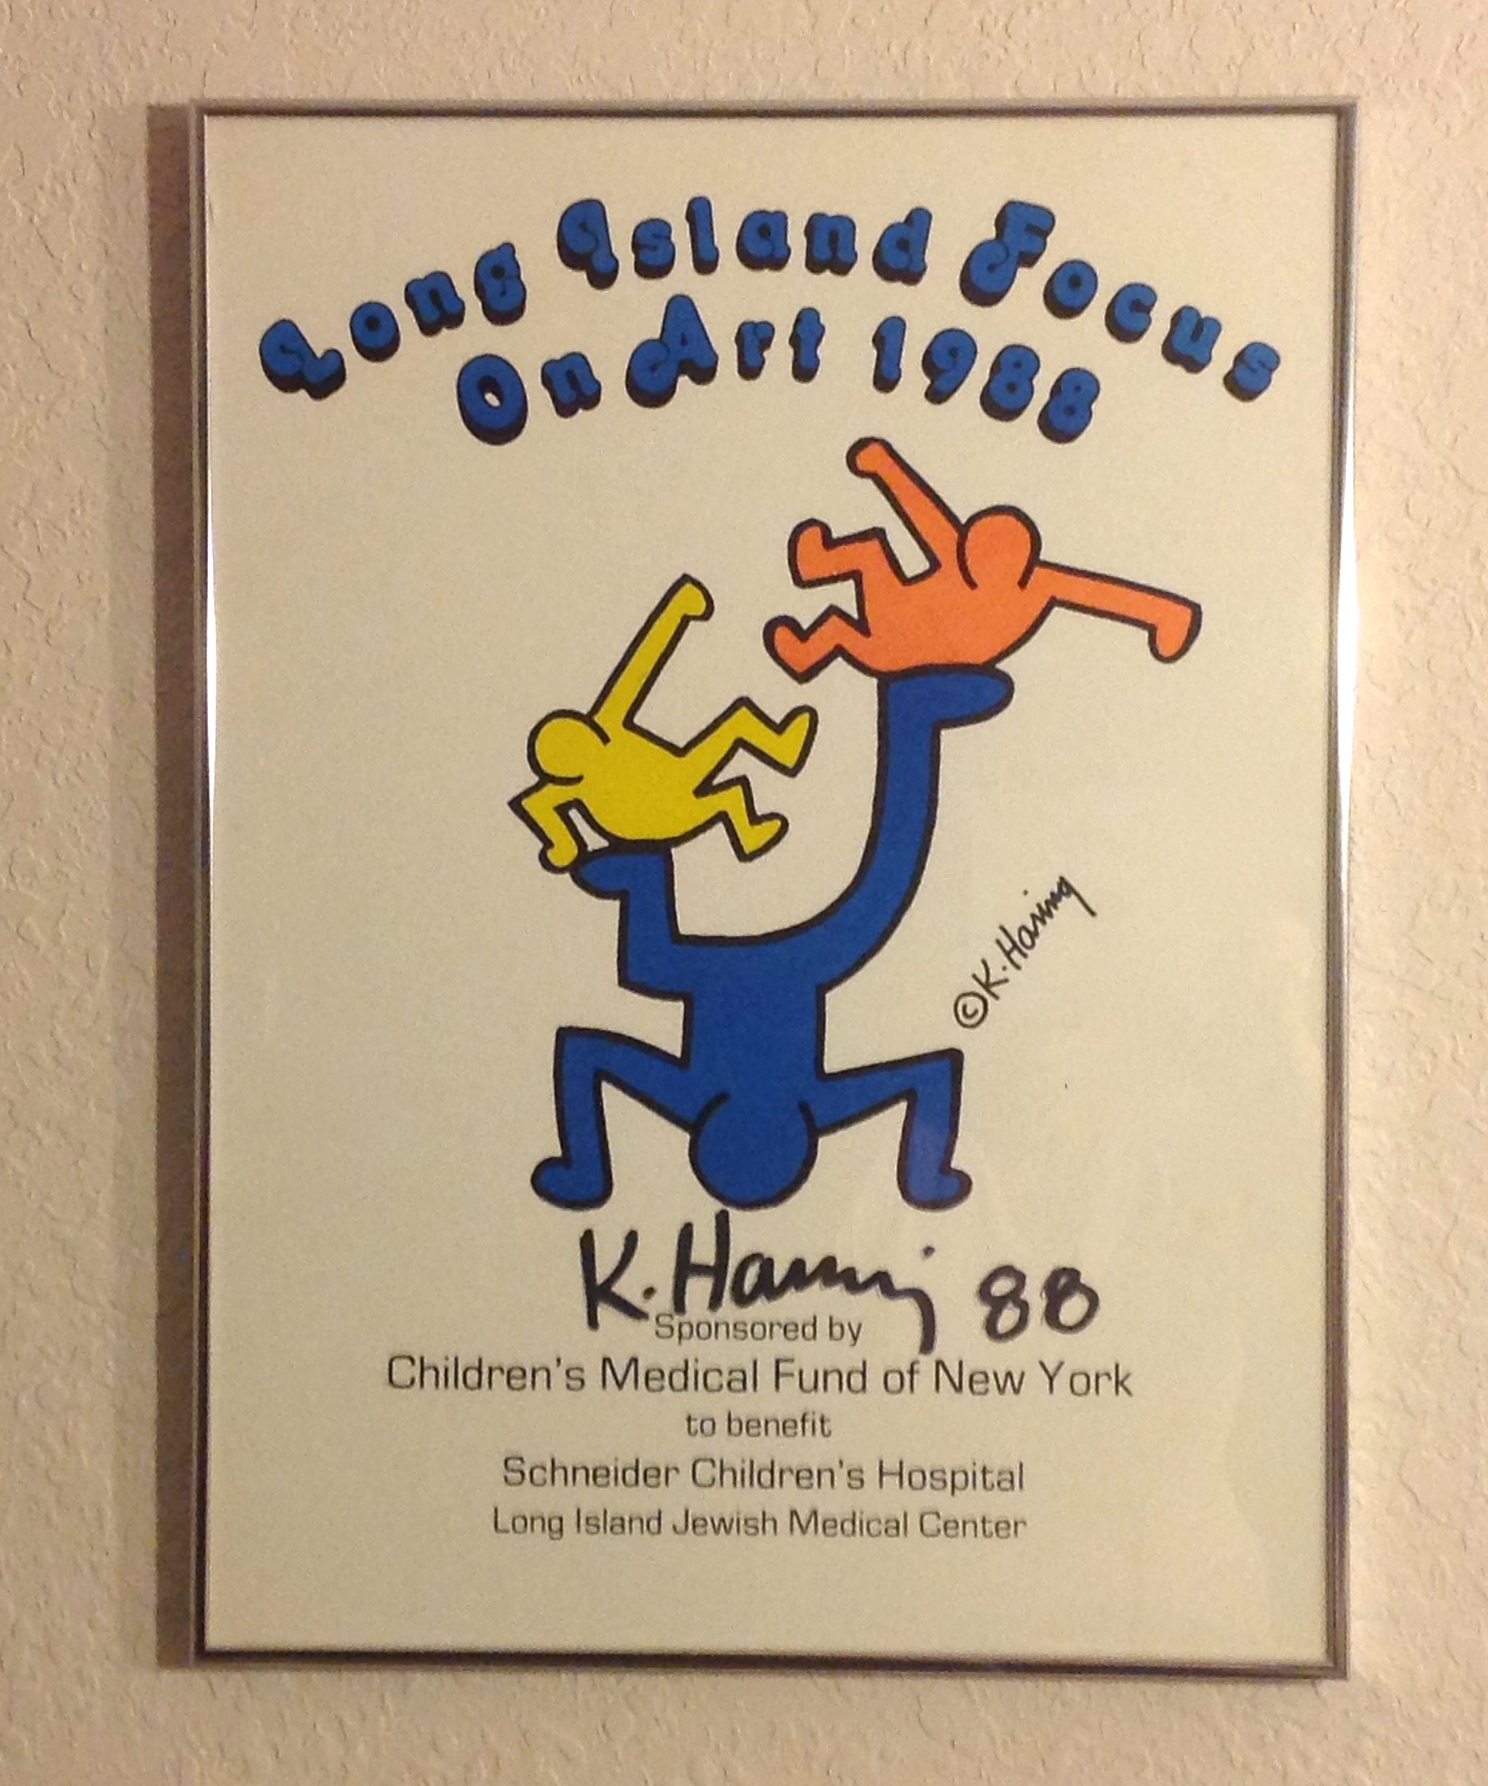 Long Island Focus
On Art 1988
©K.Haring
K.Haring 88
Sponsored by
Children's Medical Fund of New York
to benefit
Schneider Children's Hospital
Long Island Jewish Medical Center